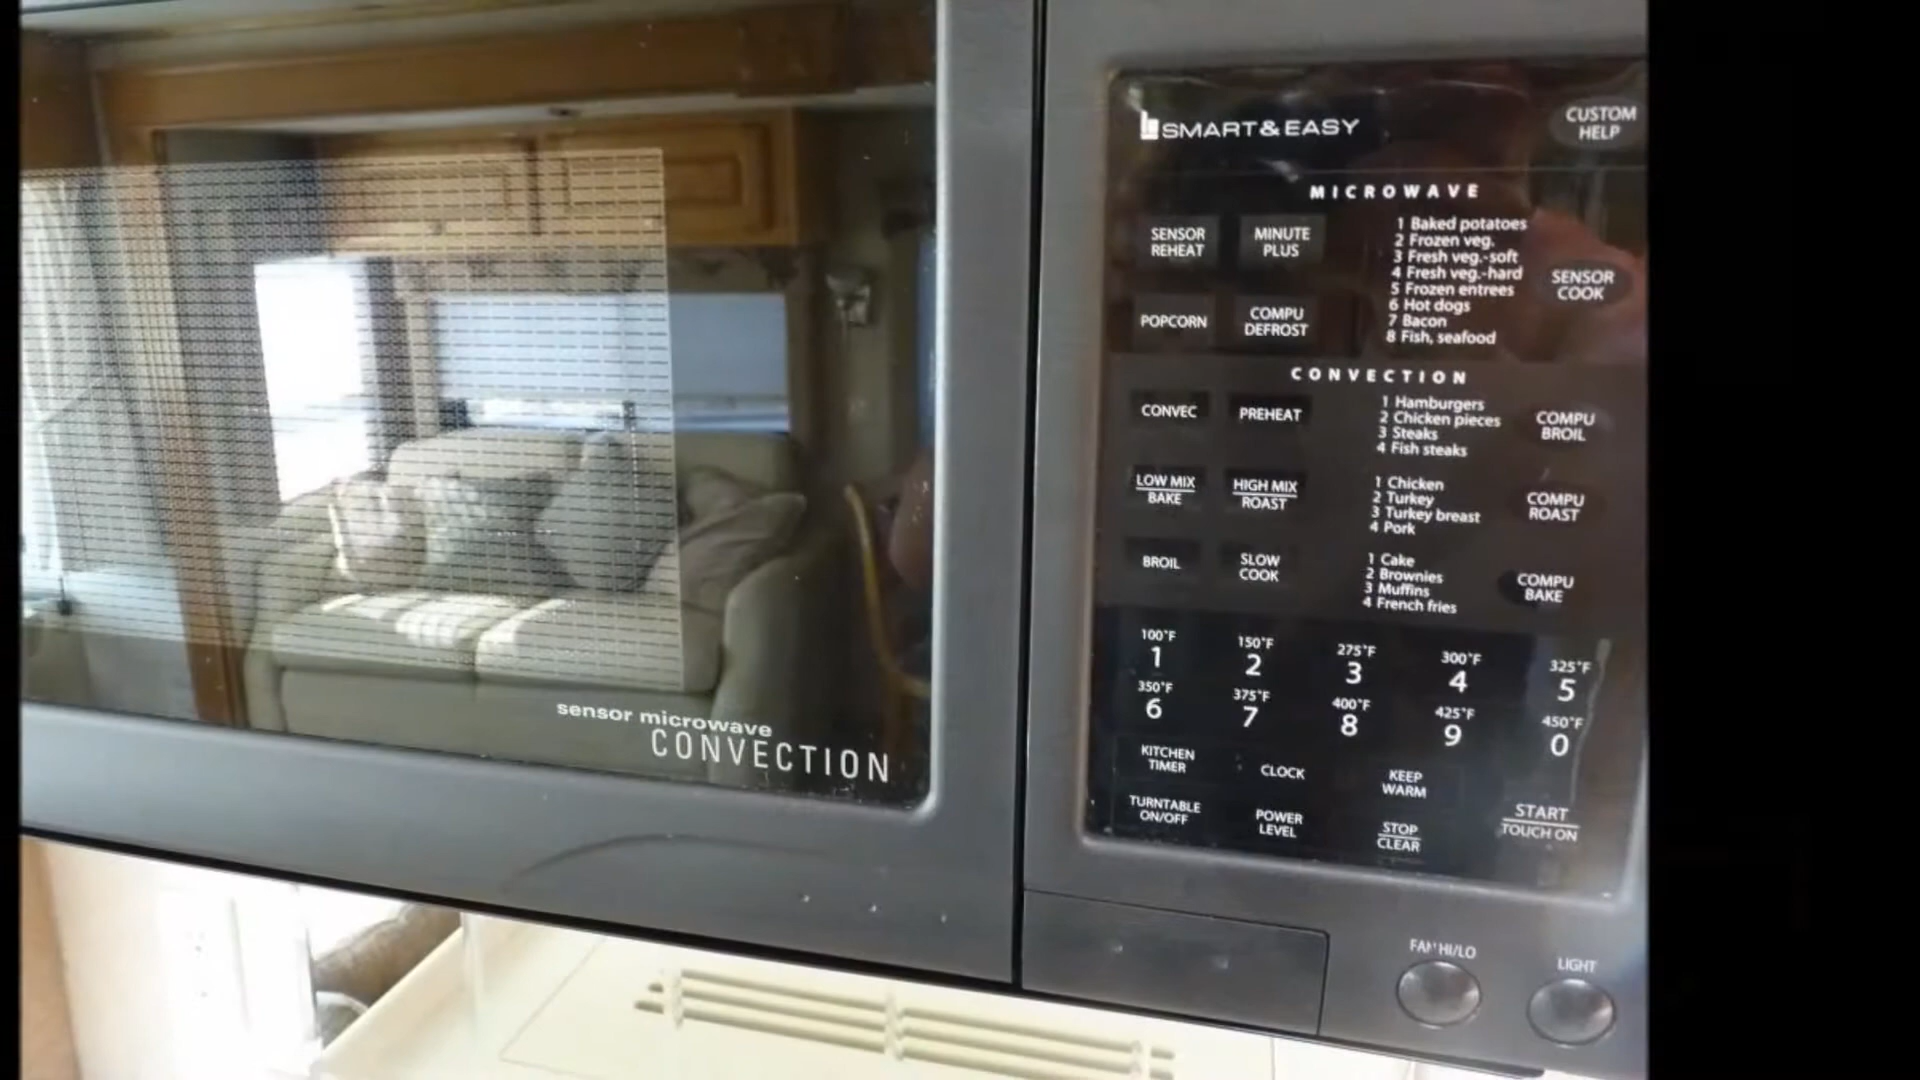 SMART & EASY
CUSTOM
HELP
MICROWAVE
SENSOR
REHEAT
MINUTE
PLUS
1 Baked potatoes
2 Frozen veg.
3 Fresh veg.-soft
4 Fresh veg.-hard
5 Frozen entrees
6 Hot dogs
7 Bacon
8 Fish, seafood
SENSOR
COOK
POPCORN
COMPU
DEFROST
CONVECTION
CONVEC
PREHEAT
1 Hamburgers
2 Chicken pieces
3 Steaks
4 Fish steaks
COMPU
BROIL
LOW MIX
BAKE
HIGH MIX
ROAST
1 Chicken
2 Turkey
3 Turkey breast
4 Pork
COMPU
ROAST
BROIL
SLOW
COOK
1 Cake
2 Brownies
3 Muffins
4 French fries
COMPU
BAKE
100°F
1
150°F
2
275°F
3
300°F
4
325°F
5
350°F
6
375°F
7
400°F
8
425°F
9
450°F
0
KITCHEN
TIMER
CLOCK
KEEP
WARM
TURNTABLE
ON/OFF
POWER
LEVEL
STOP
CLEAR
START
TOUCH ON
FAN HI/LO
LIGHT
sensor microwave
CONVECTION